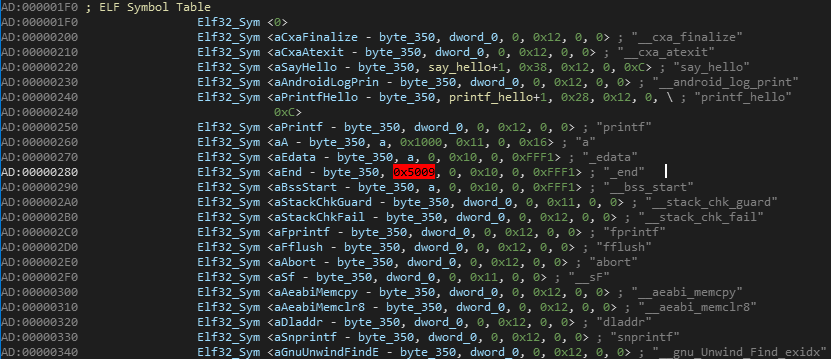 AD:000001F0 ; ELF Symbol Table
AD:000001F0 Elf32_Sym <0>
AD:00000200 Elf32_Sym <aCxaFinalize - byte_350, dword_0, 0, 0x12, 0, 0> ; "__cxa_finalize"
AD:00000210 Elf32_Sym <aCxaAtexit - byte_350, dword_0, 0, 0x12, 0, 0> ; "__cxa_atexit"
AD:00000220 Elf32_Sym <aSayHello - byte_350, say_hello+1, 0x38, 0x12, 0, 0xC> ; "say_hello"
AD:00000230 Elf32_Sym <aAndroidLogPrin - byte_350, dword_0, 0, 0x12, 0, 0> ; "__android_log_print"
AD:00000240 Elf32_Sym <aPrintfHello - byte_350, printf_hello+1, 0x28, 0x12, 0, \ ; "printf_hello"
AD:00000240 0xC>
AD:00000250 Elf32_Sym <aPrintf - byte_350, dword_0, 0, 0x12, 0, 0> ; "printf"
AD:00000260 Elf32_Sym <aA - byte_350, a, 0x1000, 0x11, 0, 0x16> ; "a"
AD:00000270 Elf32_Sym <aEdata - byte_350, a, 0, 0x10, 0, 0xFFF1> ; "_edata"
AD:00000280 Elf32_Sym <aEnd - byte_350, 0x5009, 0, 0x10, 0, 0xFFF1> ; "_end"
AD:00000290 Elf32_Sym <aBssStart - byte_350, a, 0, 0x10, 0, 0xFFF1> ; "__bss_start"
AD:000002A0 Elf32_Sym <aStackChkGuard - byte_350, dword_0, 0, 0x11, 0, 0> ; "__stack_chk_guard"
AD:000002B0 Elf32_Sym <aStackChkFail - byte_350, dword_0, 0, 0x12, 0, 0> ; "__stack_chk_fail"
AD:000002C0 Elf32_Sym <aFprintf - byte_350, dword_0, 0, 0x12, 0, 0> ; "fprintf"
AD:000002D0 Elf32_Sym <aFflush - byte_350, dword_0, 0, 0x12, 0, 0> ; "fflush"
AD:000002E0 Elf32_Sym <aAbort - byte_350, dword_0, 0, 0x12, 0, 0> ; "abort"
AD:000002F0 Elf32_Sym <aSf - byte_350, dword_0, 0, 0x11, 0, 0> ; "__sF"
AD:00000300 Elf32_Sym <aAeabiMemcpy - byte_350, dword_0, 0, 0x12, 0, 0> ; "__aeabi_memcpy"
AD:00000310 Elf32_Sym <aAeabiMemclr8 - byte_350, dword_0, 0, 0x12, 0, 0> ; "__aeabi_memclr8"
AD:00000320 Elf32_Sym <aDladdr - byte_350, dword_0, 0, 0x12, 0, 0> ; "dladdr"
AD:00000330 Elf32_Sym <aSnprintf - byte_350, dword_0, 0, 0x12, 0, 0> ; "snprintf"
AD:00000340 Elf32_Sym <aGnuUnwindFindE - byte_350, dword_0, 0, 0x12, 0, 0> ; "__gnu_Unwind_Find_exidx"